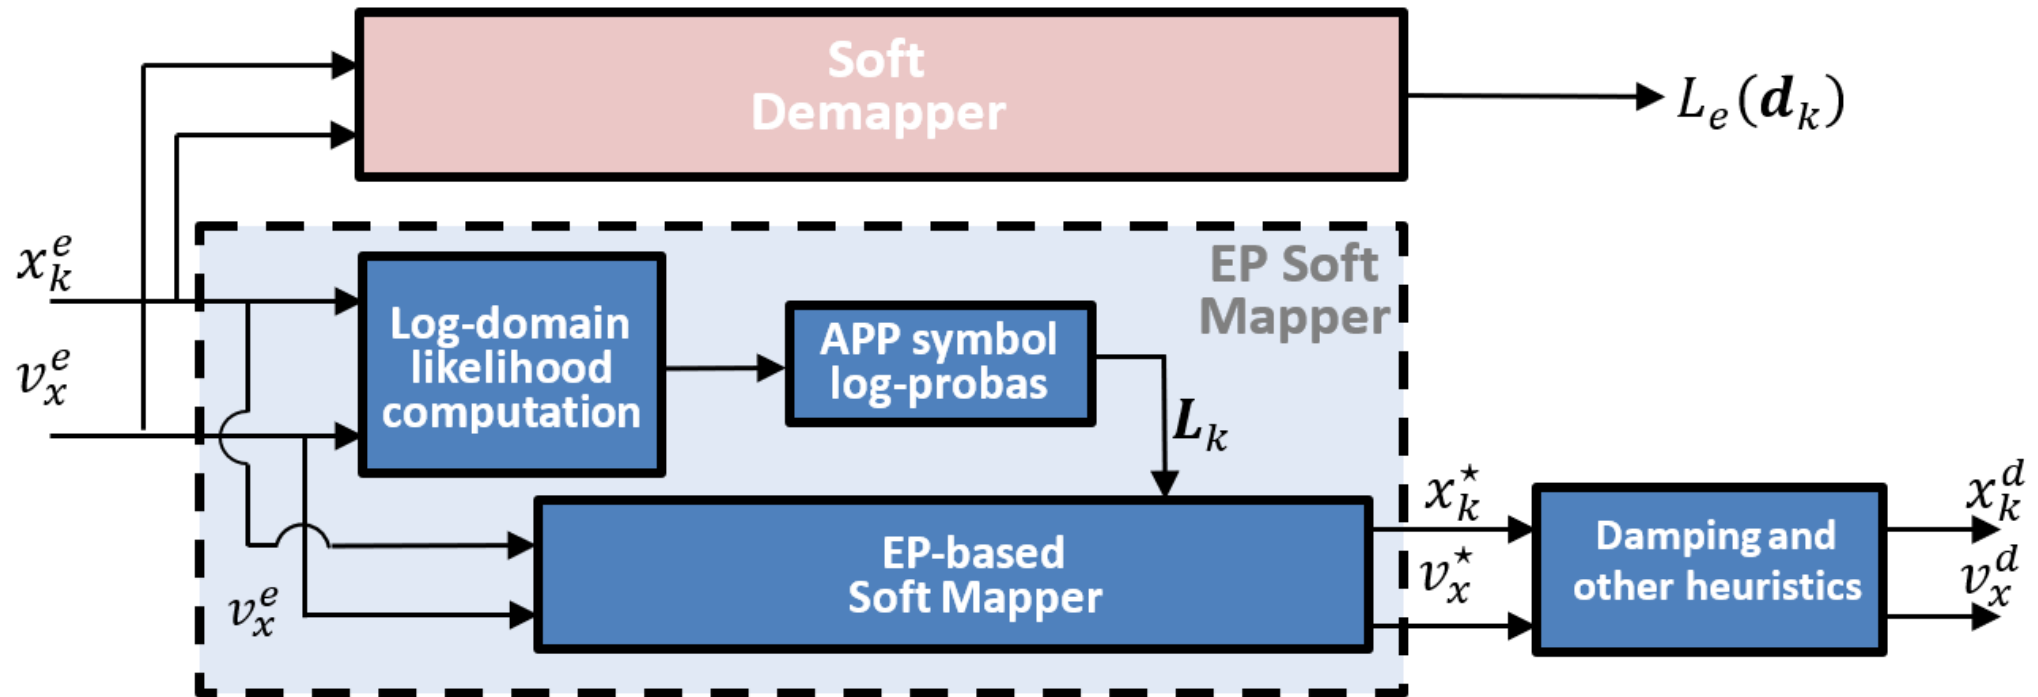 Soft
Demapper
L_e(d_k)
x_k^e
v_x^e
EP Soft
Mapper
Log-domain
likelihood
computation
APP symbol
log-probas
L_k
v_x^e
EP-based
Soft Mapper
x_k^⋆
v_x^⋆
Damping and
other heuristics
x_k^d
v_x^d